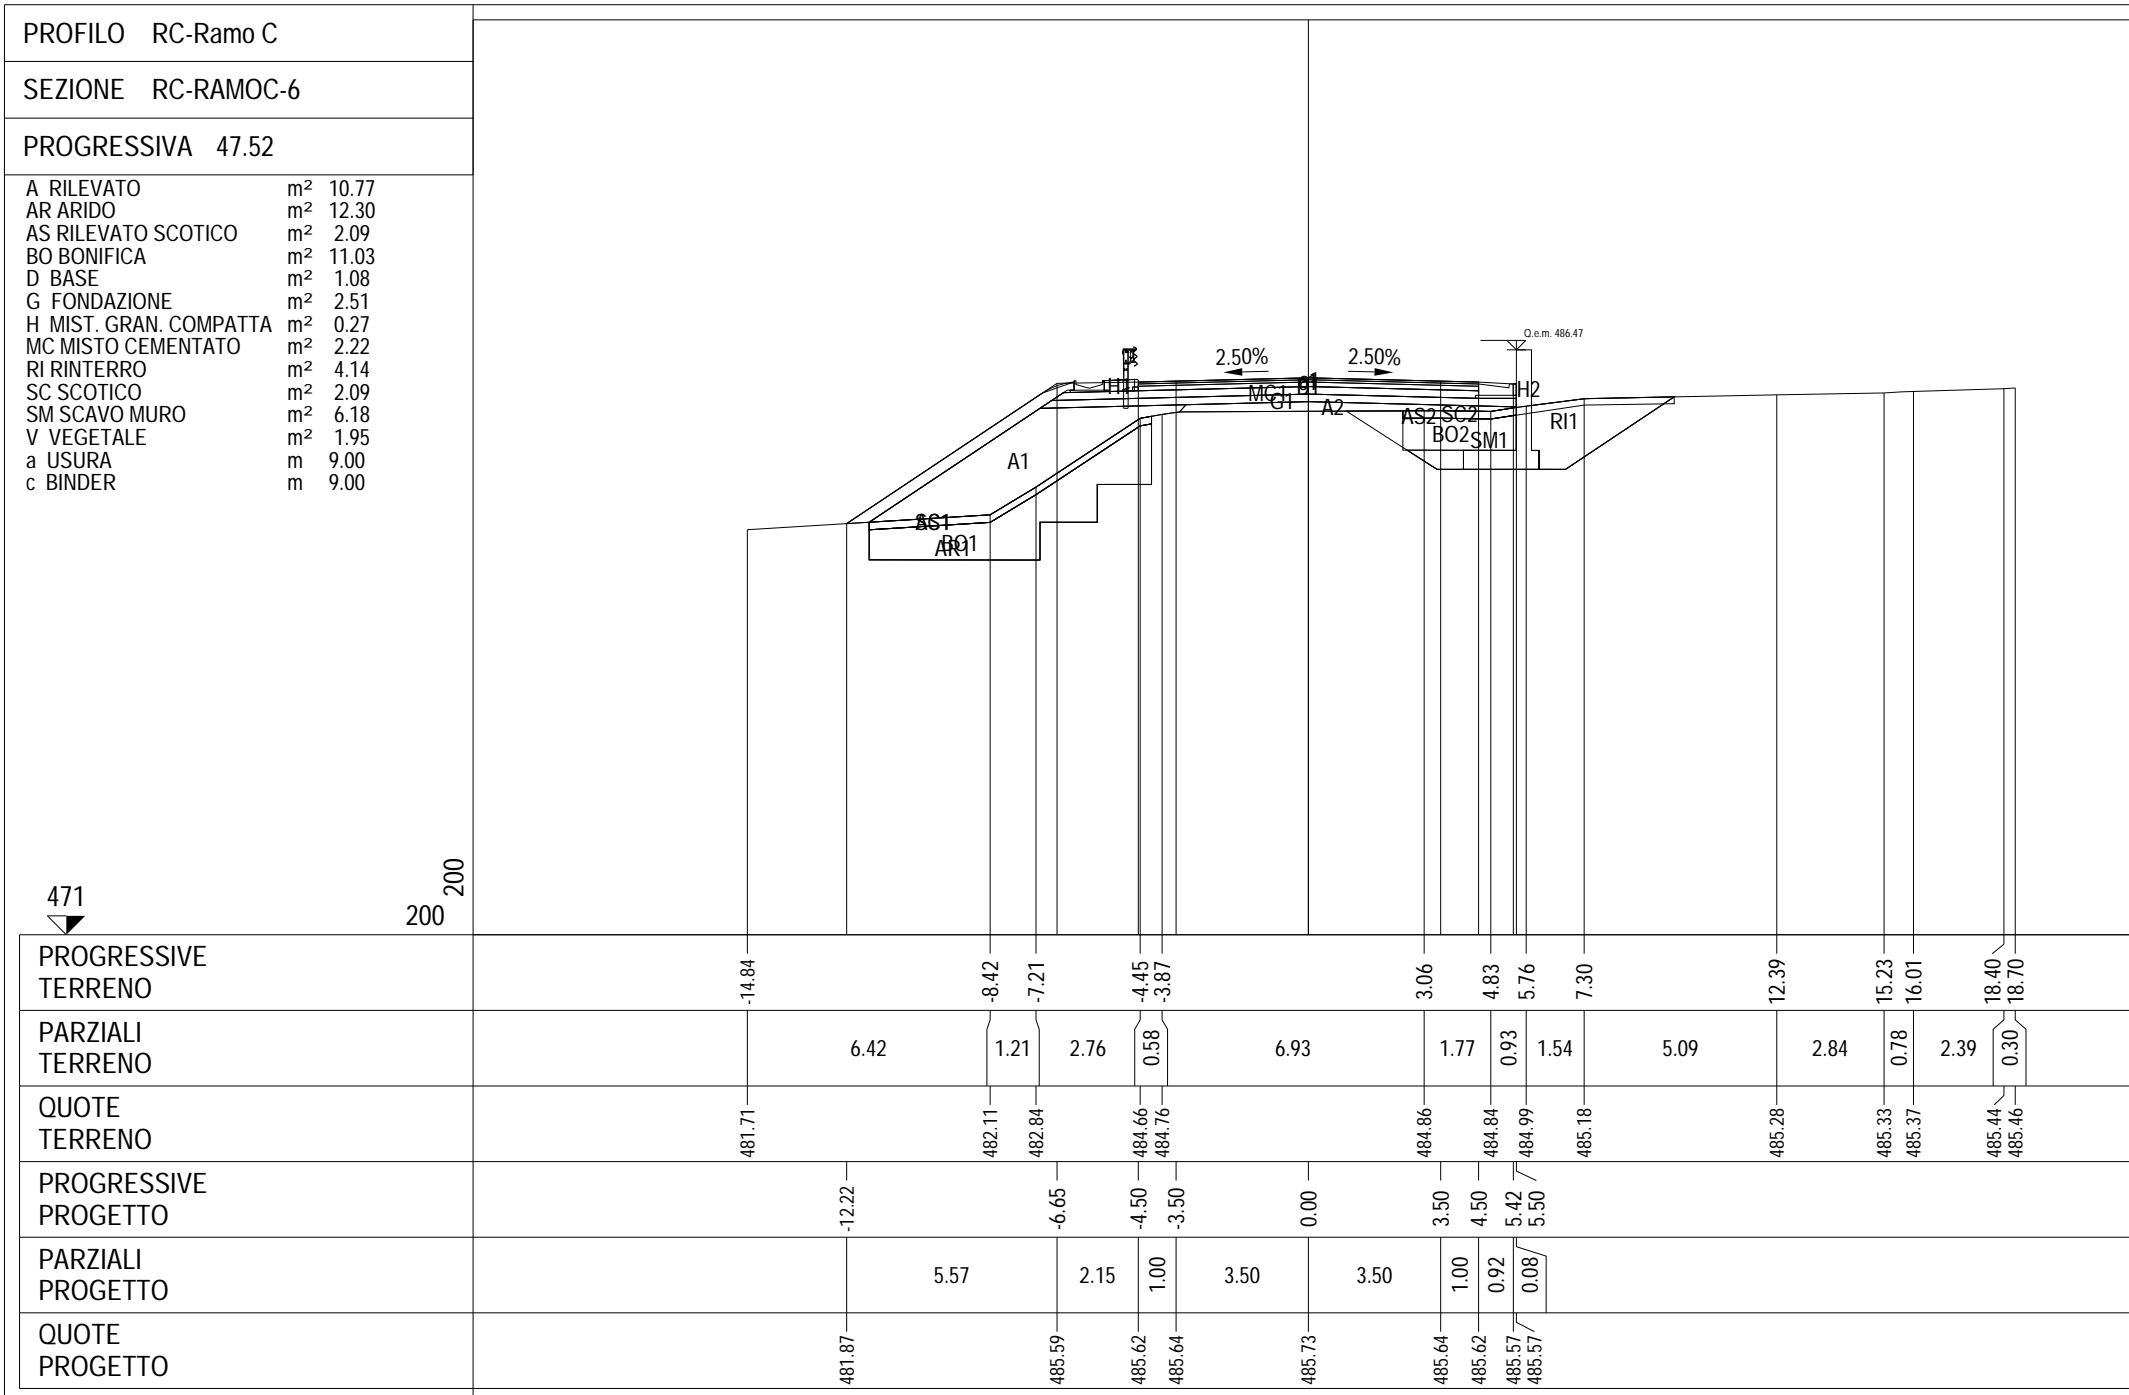 PROFILO RC-Ramo C
SEZIONE RC-RAMOC-6
PROGRESSIVA 47.52
A RILEVATO m² 10.77
AR ARIDO m² 12.30
AS RILEVATO SCOTICO m² 2.09
BO BONIFICA m² 11.03
D BASE m² 1.08
G FONDAZIONE m² 2.51
H MIST. GRAN. COMPATTA m² 0.27
MC MISTO CEMENTATO m² 2.22
RI RINTERRO m² 4.14
SC SCOTICO m² 2.09
SM SCAVO MURO m² 6.18
V VEGETALE m² 1.95
a USURA m 9.00
c BINDER m 9.00
Q.e.m. 486.47
2.50% 2.50%
H2
MC1
G1 A2
AS2 SC2 RI1
BO2 SM1
A1
BO1
AR1
471
200
200
PROGRESSIVE TERRENO
-14.84 -8.42 -7.21 -4.45 -3.87 3.06 4.83 5.76 7.30 12.39 15.23 16.01 18.40 18.70
PARZIALI TERRENO
6.42 1.21 2.76 0.58 6.93 1.77 0.93 1.54 5.09 2.84 0.78 2.39 0.30
QUOTE TERRENO
481.71 482.11 482.84 484.66 484.76 484.86 484.84 484.99 485.18 485.28 485.33 485.37 485.44 485.46
PROGRESSIVE PROGETTO
-12.22 -6.65 -4.50 -3.50 0.00 3.50 4.50 5.42 5.50
PARZIALI PROGETTO
5.57 2.15 1.00 3.50 3.50 1.00 0.92 0.08
QUOTE PROGETTO
481.87 485.59 485.62 485.64 485.73 485.64 485.62 485.57 485.57